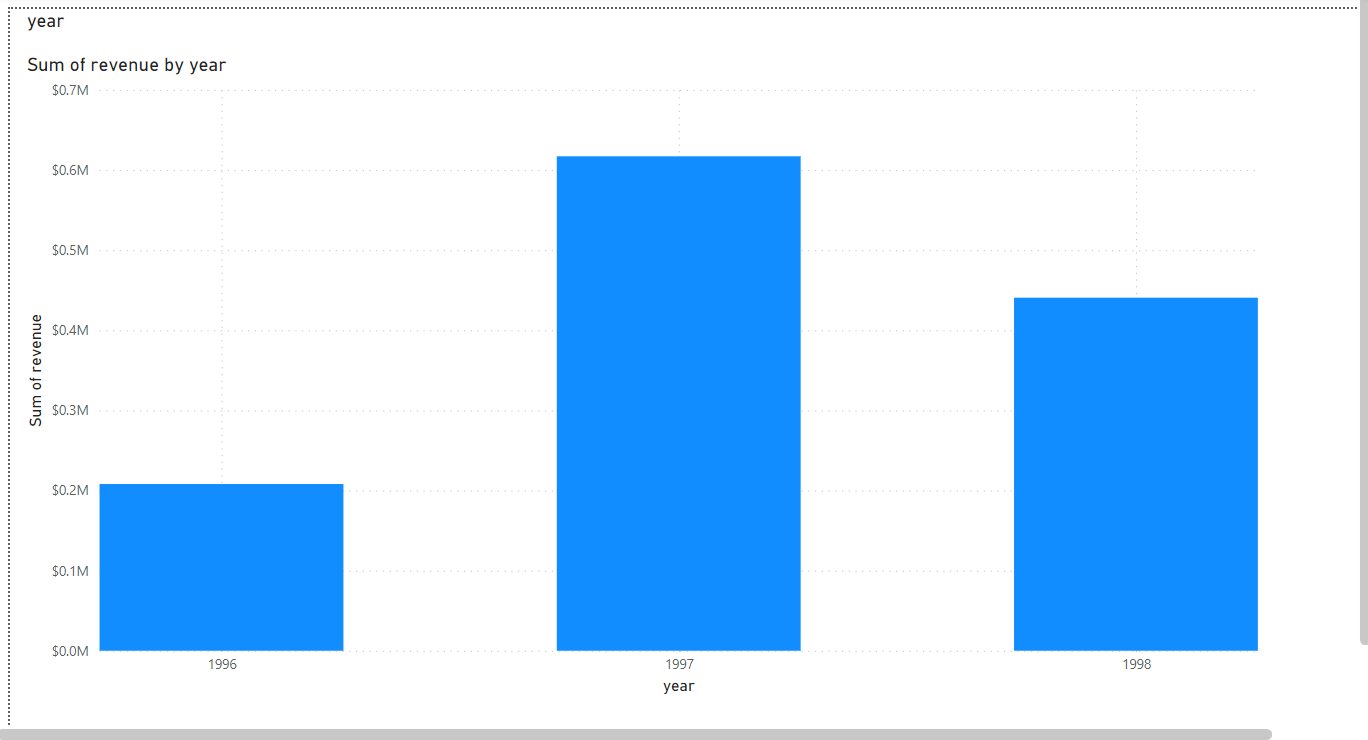 year
Sum of revenue by year
$0.7M
$0.6M
$0.5M
$0.4M
$0.3M
$0.2M
$0.1M
$0.0M
Sum of revenue
1996 1997 1998
year